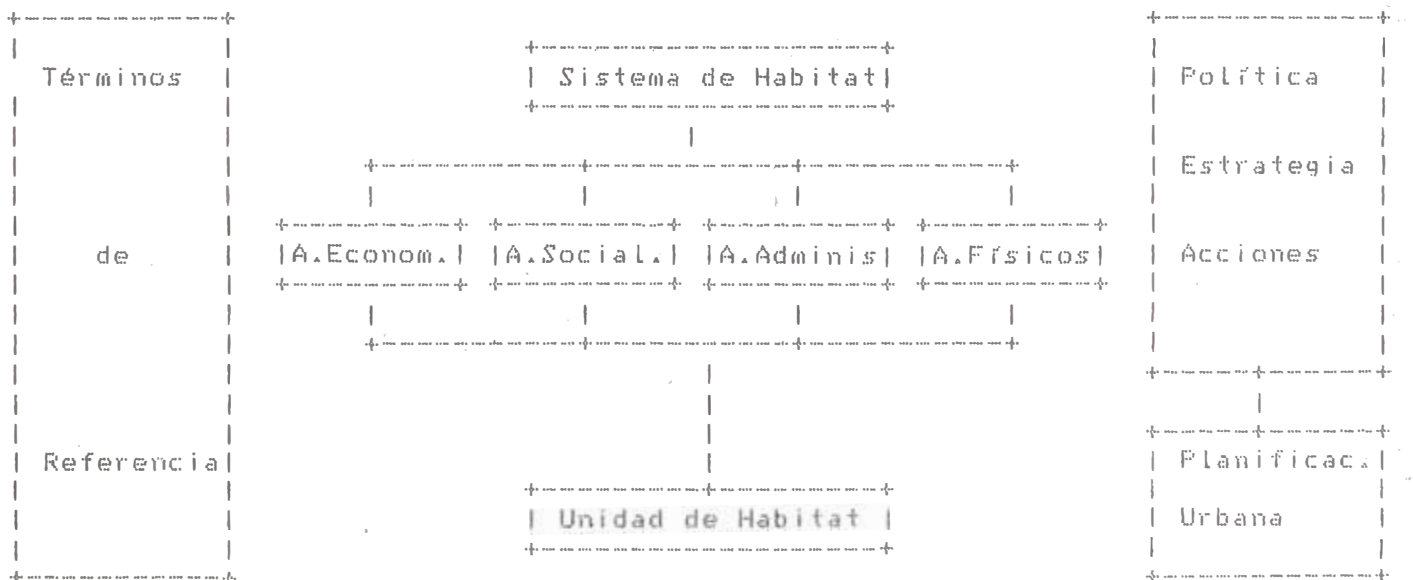 Términos
de
Referencia
Sistema de Habitat
A.Econom.
A.Social.
A.Adminis
A.Físicos
Unidad de Habitat
Política
Estrategia
Acciones
Planificac.
Urbana